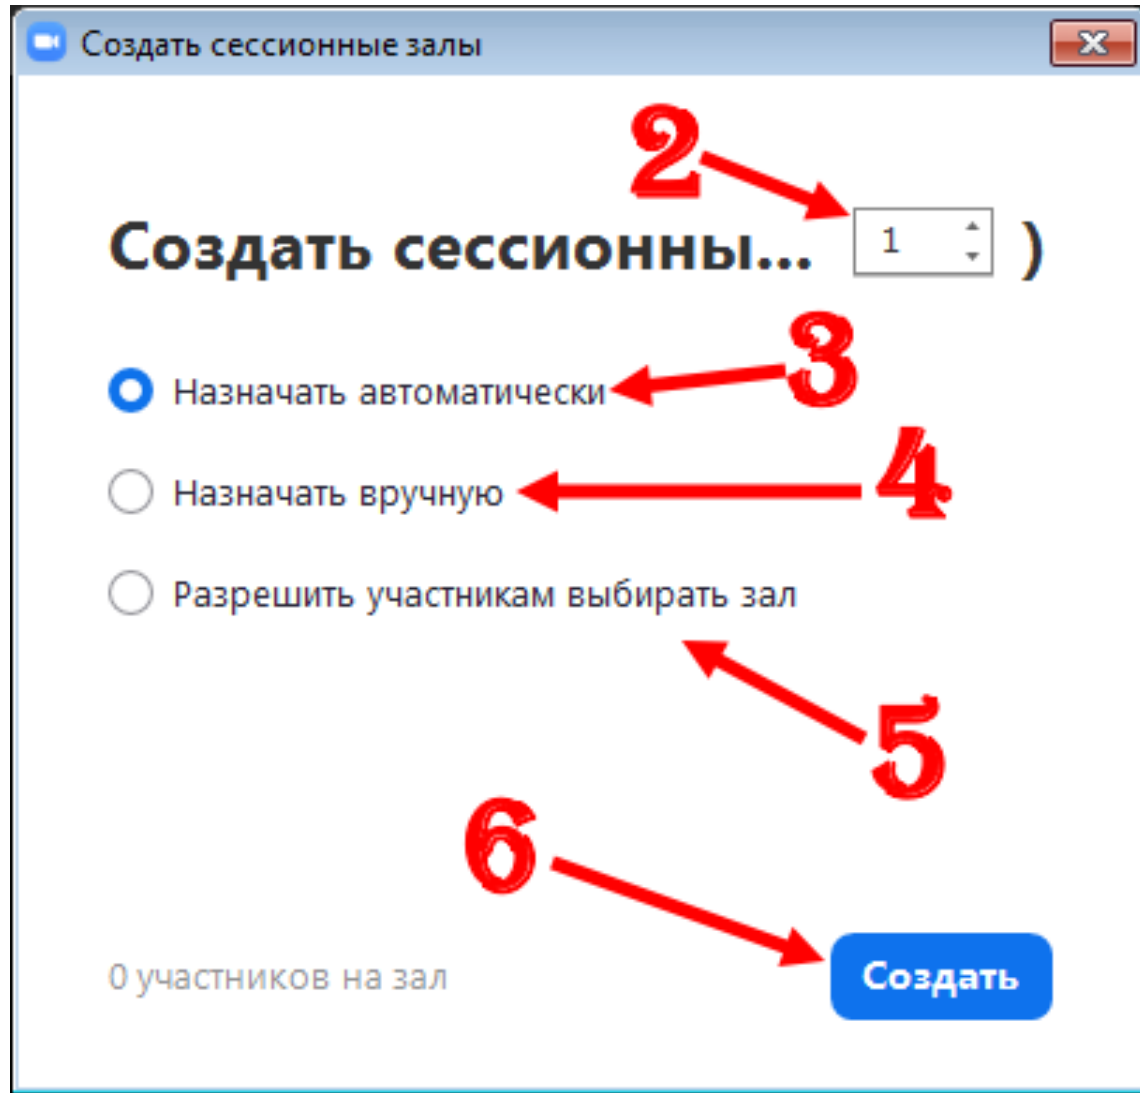 Создать сессионные залы
2
Создать сессионны... 1 )
3
Назначать автоматически
4
Назначать вручную
Разрешить участникам выбирать зал
5
6
0 участников на зал
Создать